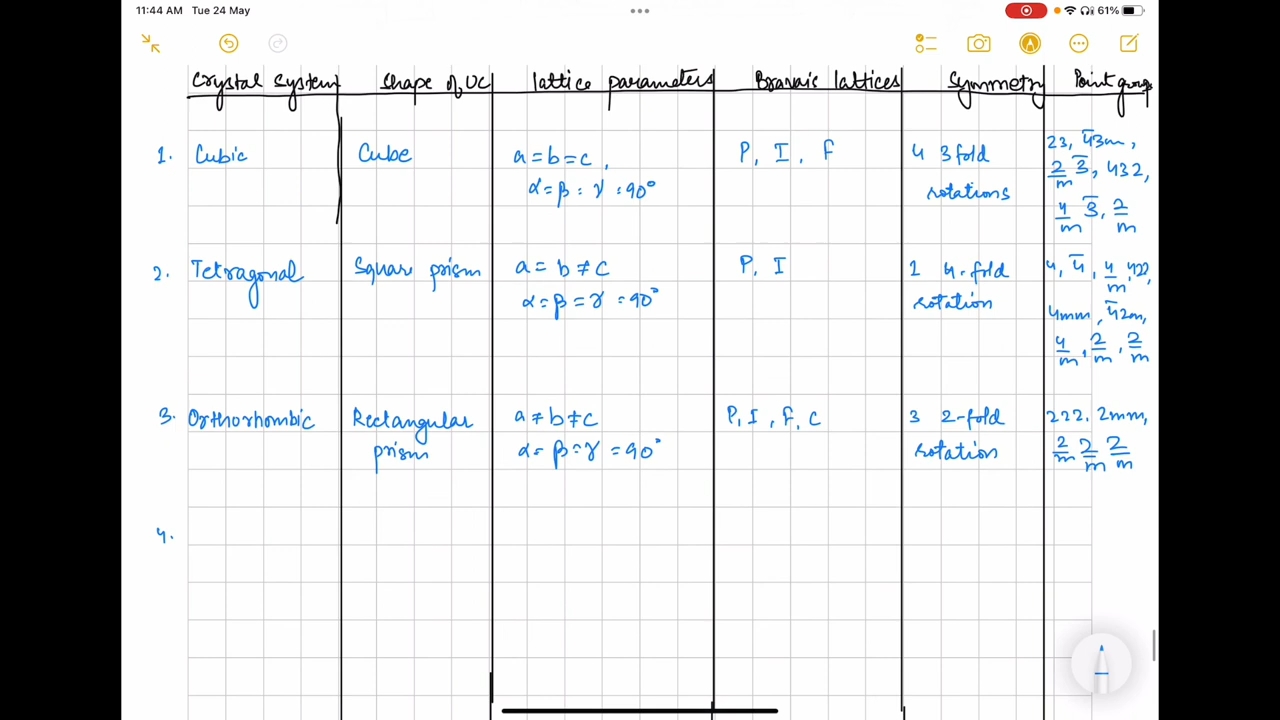 11:44 AM Tue 24 May
61%
Crystal System Shape of UC lattice parameters Bravais lattices Symmetry Point group
1. Cubic Cube a = b = c, P, I, F 4 3 fold 23, 4̅3m,
α = β = γ = 90° rotations 2/m 3̅, 432,
4/m 3̅, 2/m
2. Tetragonal Square prism a = b ≠ c P, I 1 4-fold 4, 4̅, 4/m, 422,
α = β = γ = 90° rotation 4mm, 4̅2m,
4/m, 2/m, 2/m
3. Orthorhombic Rectangular a ≠ b ≠ c P, I, F, C 3 2-fold 222, 2mm,
prism α = β = γ = 90° rotation 2/m 2/m 2/m
4.